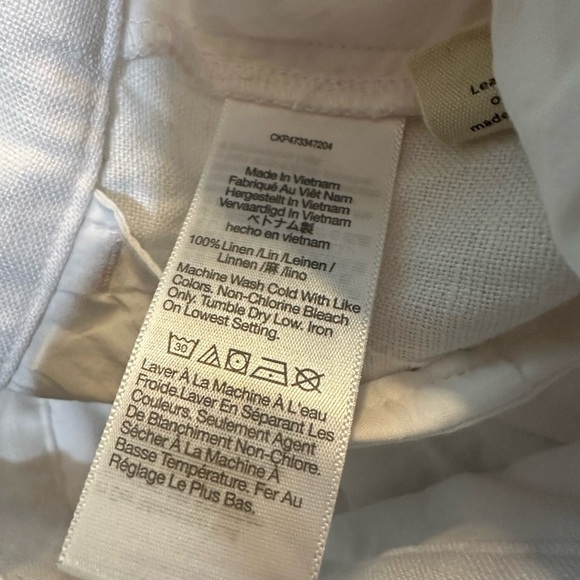 CKP473347204
Made In Vietnam
Fabriqué Au Việt Nam
Hergestellt In Vietnam
Vervaardigd In Vietnam
ベトナム製
hecho en vietnam
100% Linen /Lin /Leinen /
Linnen /麻 /lino
Machine Wash Cold With Like
Colors. Non-Chlorine Bleach
Only. Tumble Dry Low. Iron
On Lowest Setting.
30
Laver À La Machine À L'eau
Froide.Laver En Séparant Les
Couleurs, Seulement Agent
De Blanchiment Non-Chlore.
Sécher À La Machine À
Basse Température. Fer Au
Réglage Le Plus Bas.
made